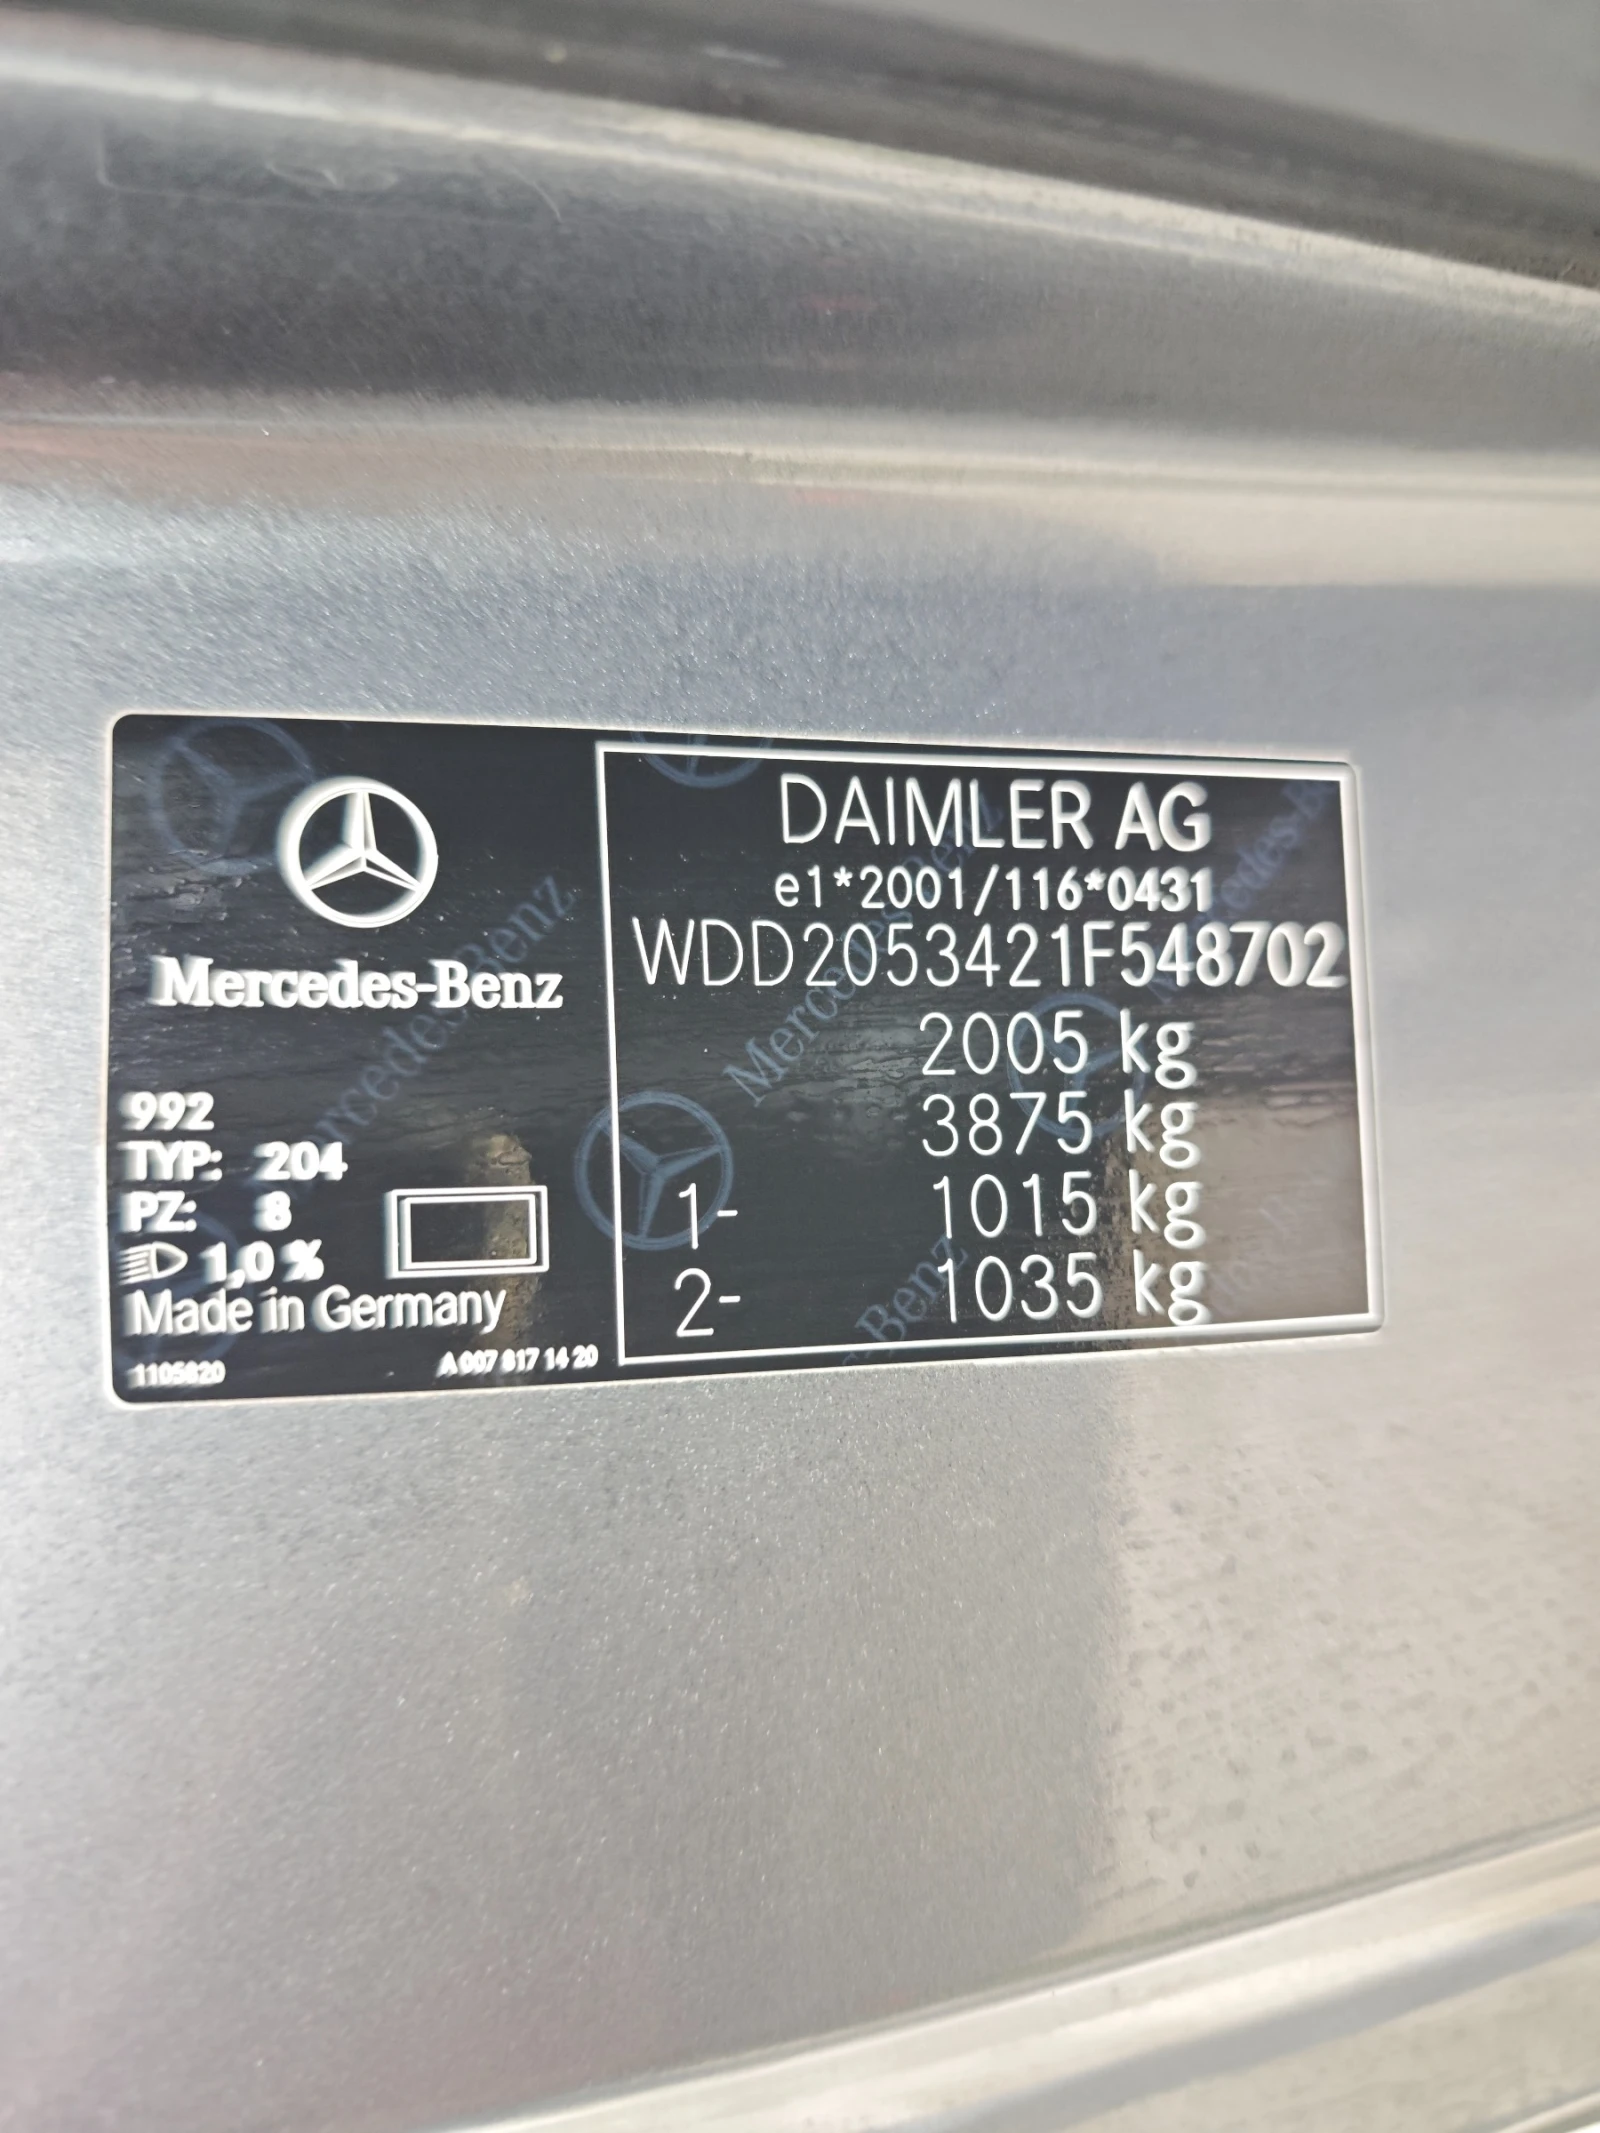 Mercedes-Benz
992
TYP: 204
PZ: 8
1,0 %
Made in Germany
1105820
A 007 817 14 20
DAIMLER AG
e1*2001/116*0431
WDD2053421F548702
2005 kg
3875 kg
1- 1015 kg
2- 1035 kg